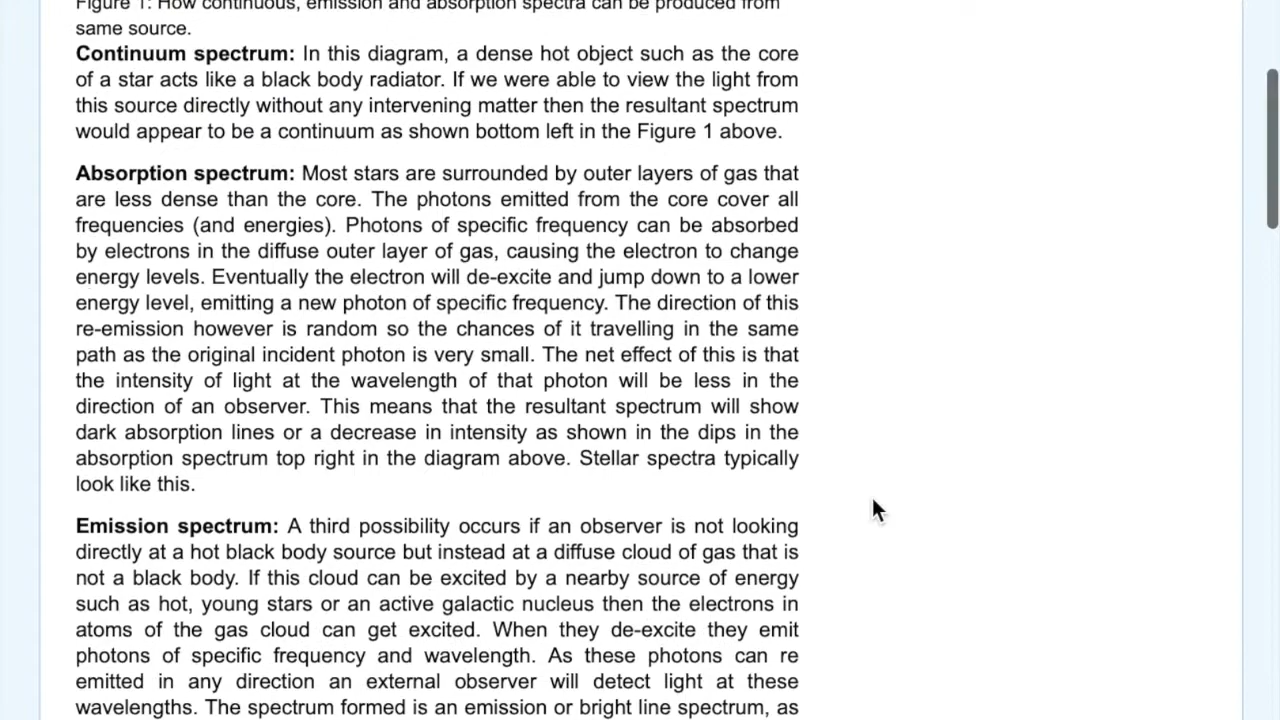 Figure 1: How continuous, emission and absorption spectra can be produced from
same source.
Continuum spectrum: In this diagram, a dense hot object such as the core
of a star acts like a black body radiator. If we were able to view the light from
this source directly without any intervening matter then the resultant spectrum
would appear to be a continuum as shown bottom left in the Figure 1 above.
Absorption spectrum: Most stars are surrounded by outer layers of gas that
are less dense than the core. The photons emitted from the core cover all
frequencies (and energies). Photons of specific frequency can be absorbed
by electrons in the diffuse outer layer of gas, causing the electron to change
energy levels. Eventually the electron will de-excite and jump down to a lower
energy level, emitting a new photon of specific frequency. The direction of this
re-emission however is random so the chances of it travelling in the same
path as the original incident photon is very small. The net effect of this is that
the intensity of light at the wavelength of that photon will be less in the
direction of an observer. This means that the resultant spectrum will show
dark absorption lines or a decrease in intensity as shown in the dips in the
absorption spectrum top right in the diagram above. Stellar spectra typically
look like this.
Emission spectrum: A third possibility occurs if an observer is not looking
directly at a hot black body source but instead at a diffuse cloud of gas that is
not a black body. If this cloud can be excited by a nearby source of energy
such as hot, young stars or an active galactic nucleus then the electrons in
atoms of the gas cloud can get excited. When they de-excite they emit
photons of specific frequency and wavelength. As these photons can re
emitted in any direction an external observer will detect light at these
wavelengths. The spectrum formed is an emission or bright line spectrum, as